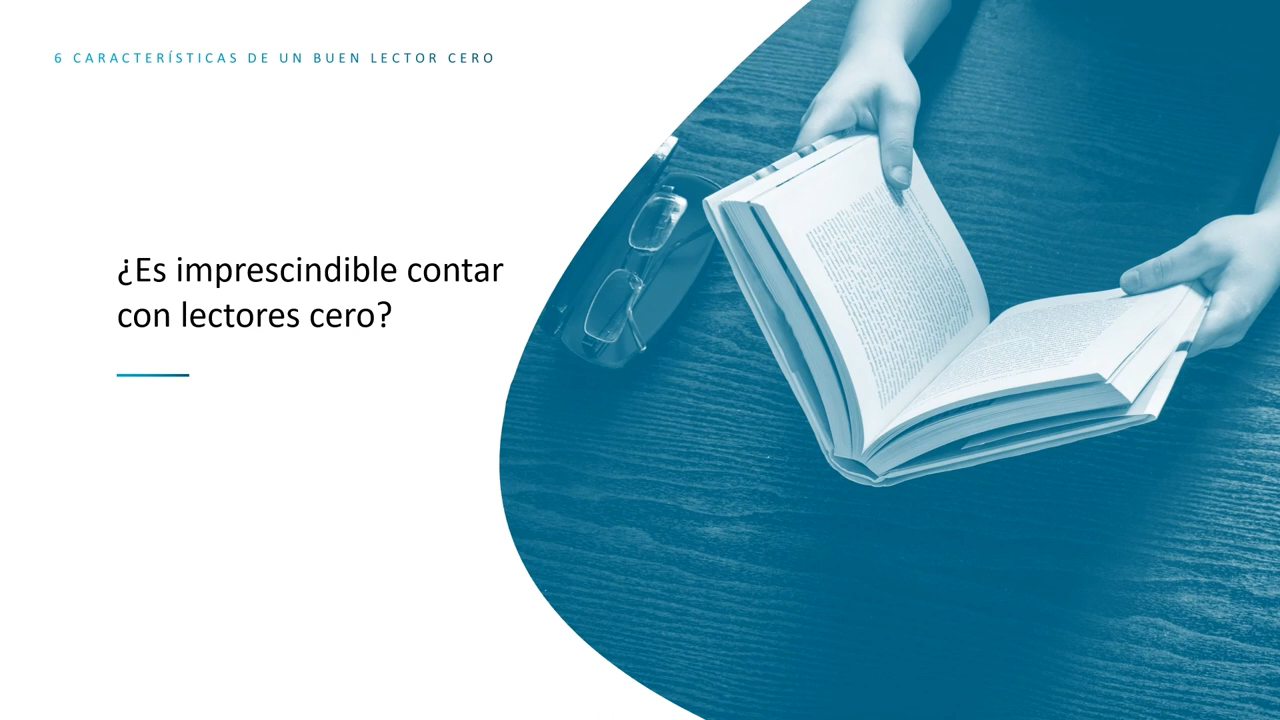 6 CARACTERÍSTICAS DE UN BUEN LECTOR CERO
¿Es imprescindible contar
con lectores cero?